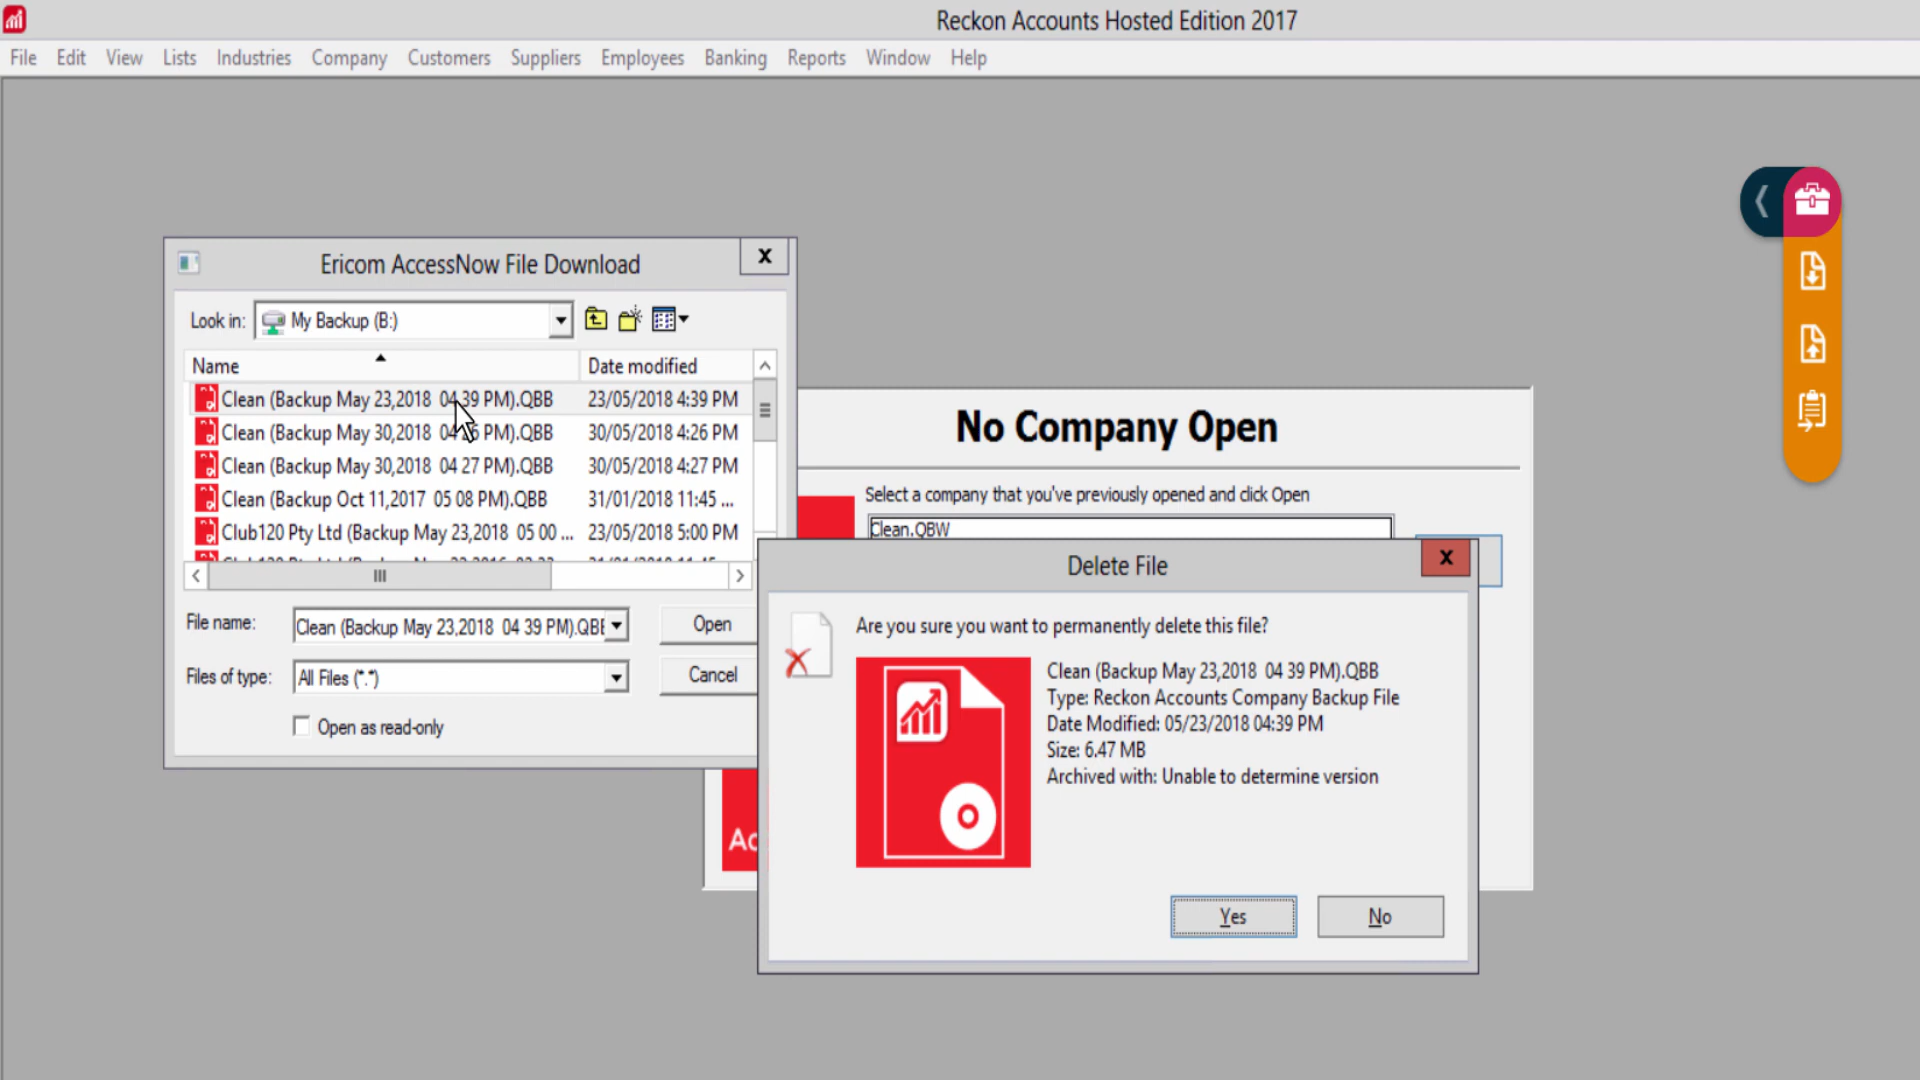 Reckon Accounts Hosted Edition 2017
File Edit View Lists Industries Company Customers Suppliers Employees Banking Reports Window Help
Ericom AccessNow File Download
X
Look in: My Backup (B:)
Name Date modified
Clean (Backup May 23,2018 04 39 PM).QBB 23/05/2018 4:39 PM
Clean (Backup May 30,2018 04 26 PM).QBB 30/05/2018 4:26 PM
Clean (Backup May 30,2018 04 27 PM).QBB 30/05/2018 4:27 PM
Clean (Backup Oct 11,2017 05 08 PM).QBB 31/01/2018 11:45 ...
Club120 Pty Ltd (Backup May 23,2018 05 00 ... 23/05/2018 5:00 PM
File name: Clean (Backup May 23,2018 04 39 PM).QBE
Open
Files of type: All Files (*.*)
Cancel
Open as read-only
No Company Open
Select a company that you've previously opened and click Open
Clean.QBW
Ac
Delete File
X
Are you sure you want to permanently delete this file?
Clean (Backup May 23,2018 04 39 PM).QBB
Type: Reckon Accounts Company Backup File
Date Modified: 05/23/2018 04:39 PM
Size: 6.47 MB
Archived with: Unable to determine version
Yes
No